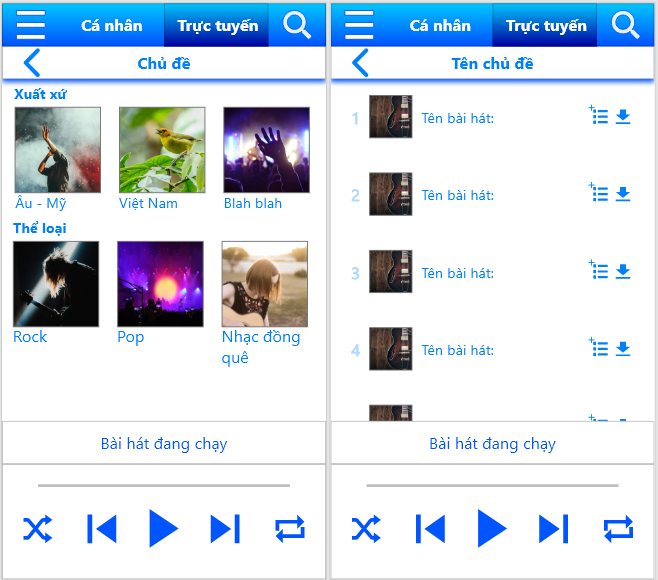 Cá nhân
Trực tuyến
Chủ đề
Xuất xứ
Âu - Mỹ
Việt Nam
Blah blah
Thể loại
Rock
Pop
Nhạc đồng
quê
Bài hát đang chạy
Cá nhân
Trực tuyến
Tên chủ đề
1 Tên bài hát:
2 Tên bài hát:
3 Tên bài hát:
4 Tên bài hát:
Bài hát đang chạy